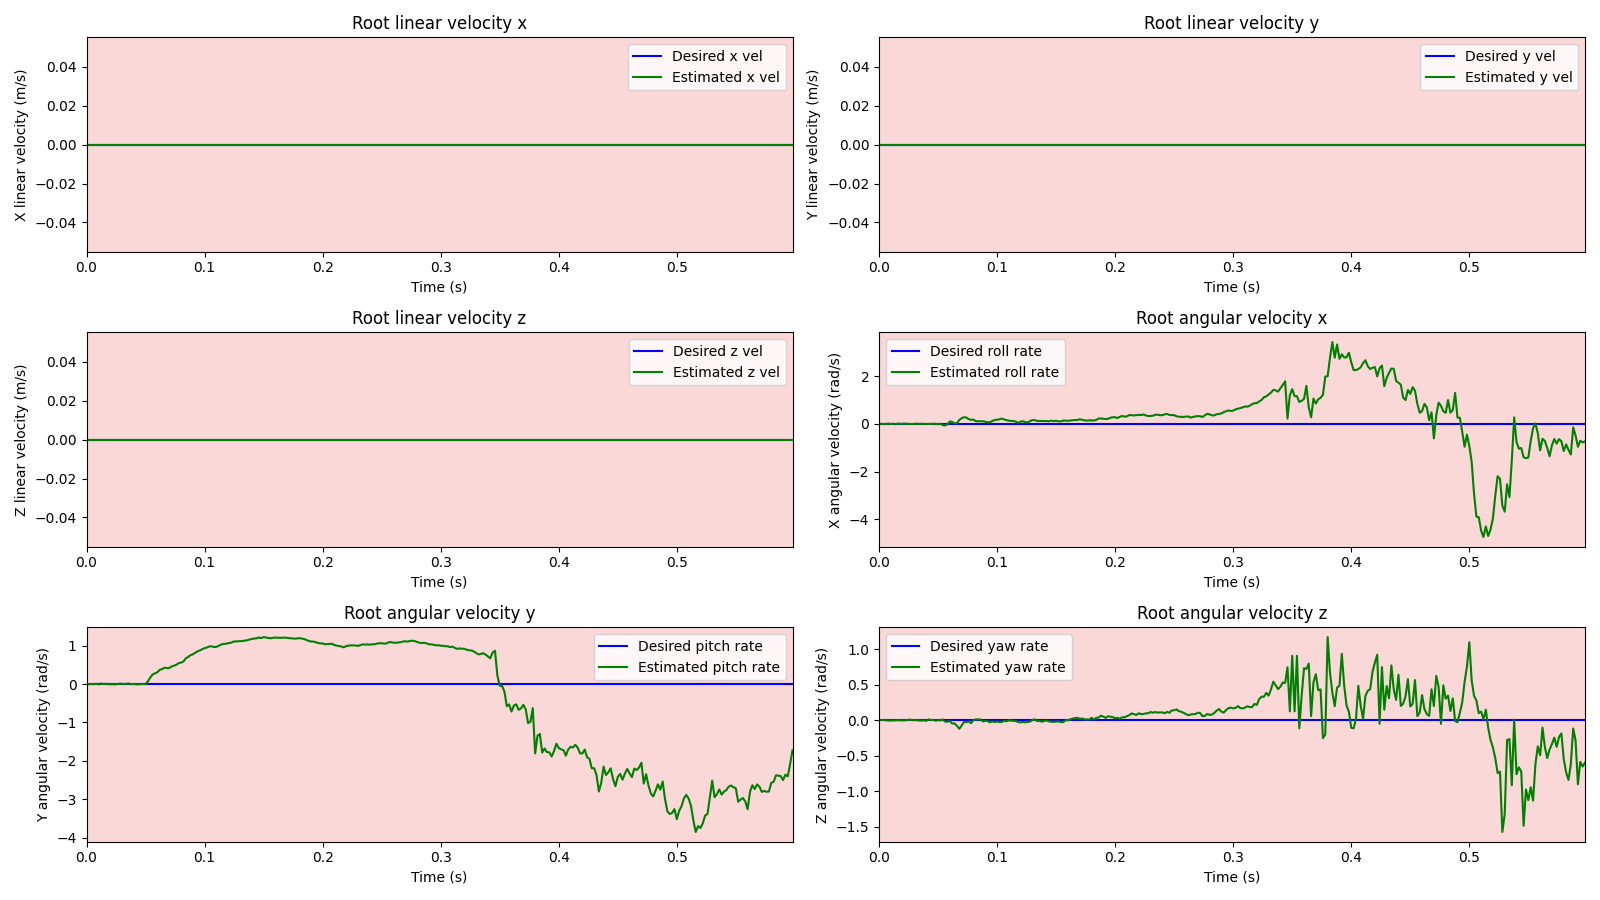 Root linear velocity x
Desired x vel
Estimated x vel
X linear velocity (m/s)
0.04
0.02
0.00
−0.02
−0.04
0.0 0.1 0.2 0.3 0.4 0.5
Time (s)
Root linear velocity y
Desired y vel
Estimated y vel
Y linear velocity (m/s)
0.04
0.02
0.00
−0.02
−0.04
0.0 0.1 0.2 0.3 0.4 0.5
Time (s)
Root linear velocity z
Desired z vel
Estimated z vel
Z linear velocity (m/s)
0.04
0.02
0.00
−0.02
−0.04
0.0 0.1 0.2 0.3 0.4 0.5
Time (s)
Root angular velocity x
Desired roll rate
Estimated roll rate
X angular velocity (rad/s)
2
0
−2
−4
0.0 0.1 0.2 0.3 0.4 0.5
Time (s)
Root angular velocity y
Desired pitch rate
Estimated pitch rate
Y angular velocity (rad/s)
1
0
−1
−2
−3
−4
0.0 0.1 0.2 0.3 0.4 0.5
Time (s)
Root angular velocity z
Desired yaw rate
Estimated yaw rate
Z angular velocity (rad/s)
1.0
0.5
0.0
−0.5
−1.0
−1.5
0.0 0.1 0.2 0.3 0.4 0.5
Time (s)